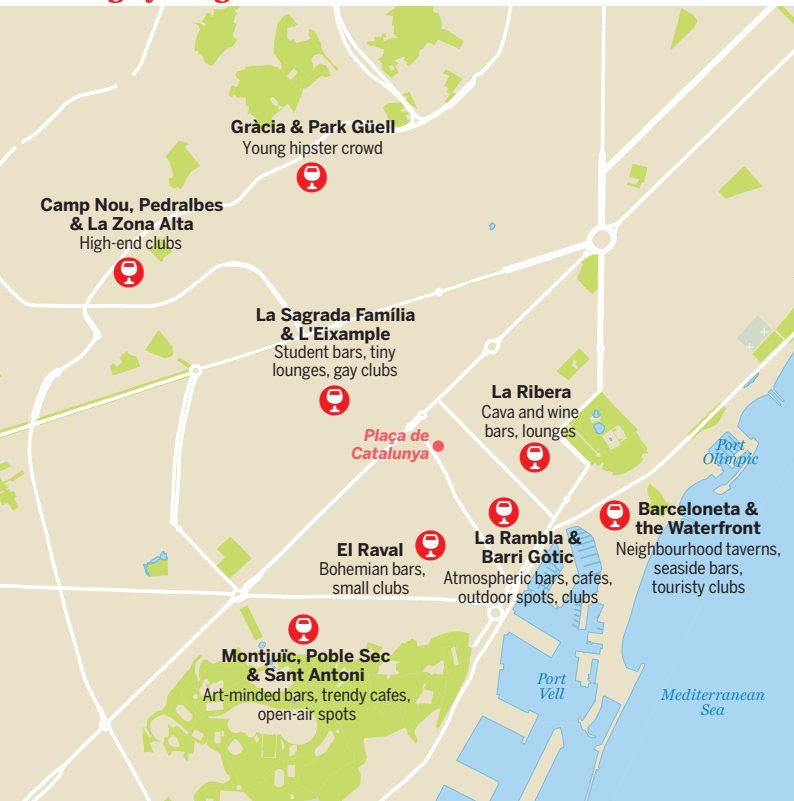 Gràcia & Park Güell
Young hipster crowd
Camp Nou, Pedralbes
& La Zona Alta
High-end clubs
La Sagrada Família
& L'Eixample
Student bars, tiny
lounges, gay clubs
La Ribera
Cava and wine
bars, lounges
Plaça de
Catalunya
Port
Olímpic
Barceloneta &
the Waterfront
Neighbourhood taverns,
seaside bars,
touristy clubs
La Rambla &
Barri Gòtic
Atmospheric bars, cafes,
outdoor spots, clubs
El Raval
Bohemian bars,
small clubs
Montjuïc, Poble Sec
& Sant Antoni
Art-minded bars, trendy cafes,
open-air spots
Port
Vell
Mediterranean
Sea